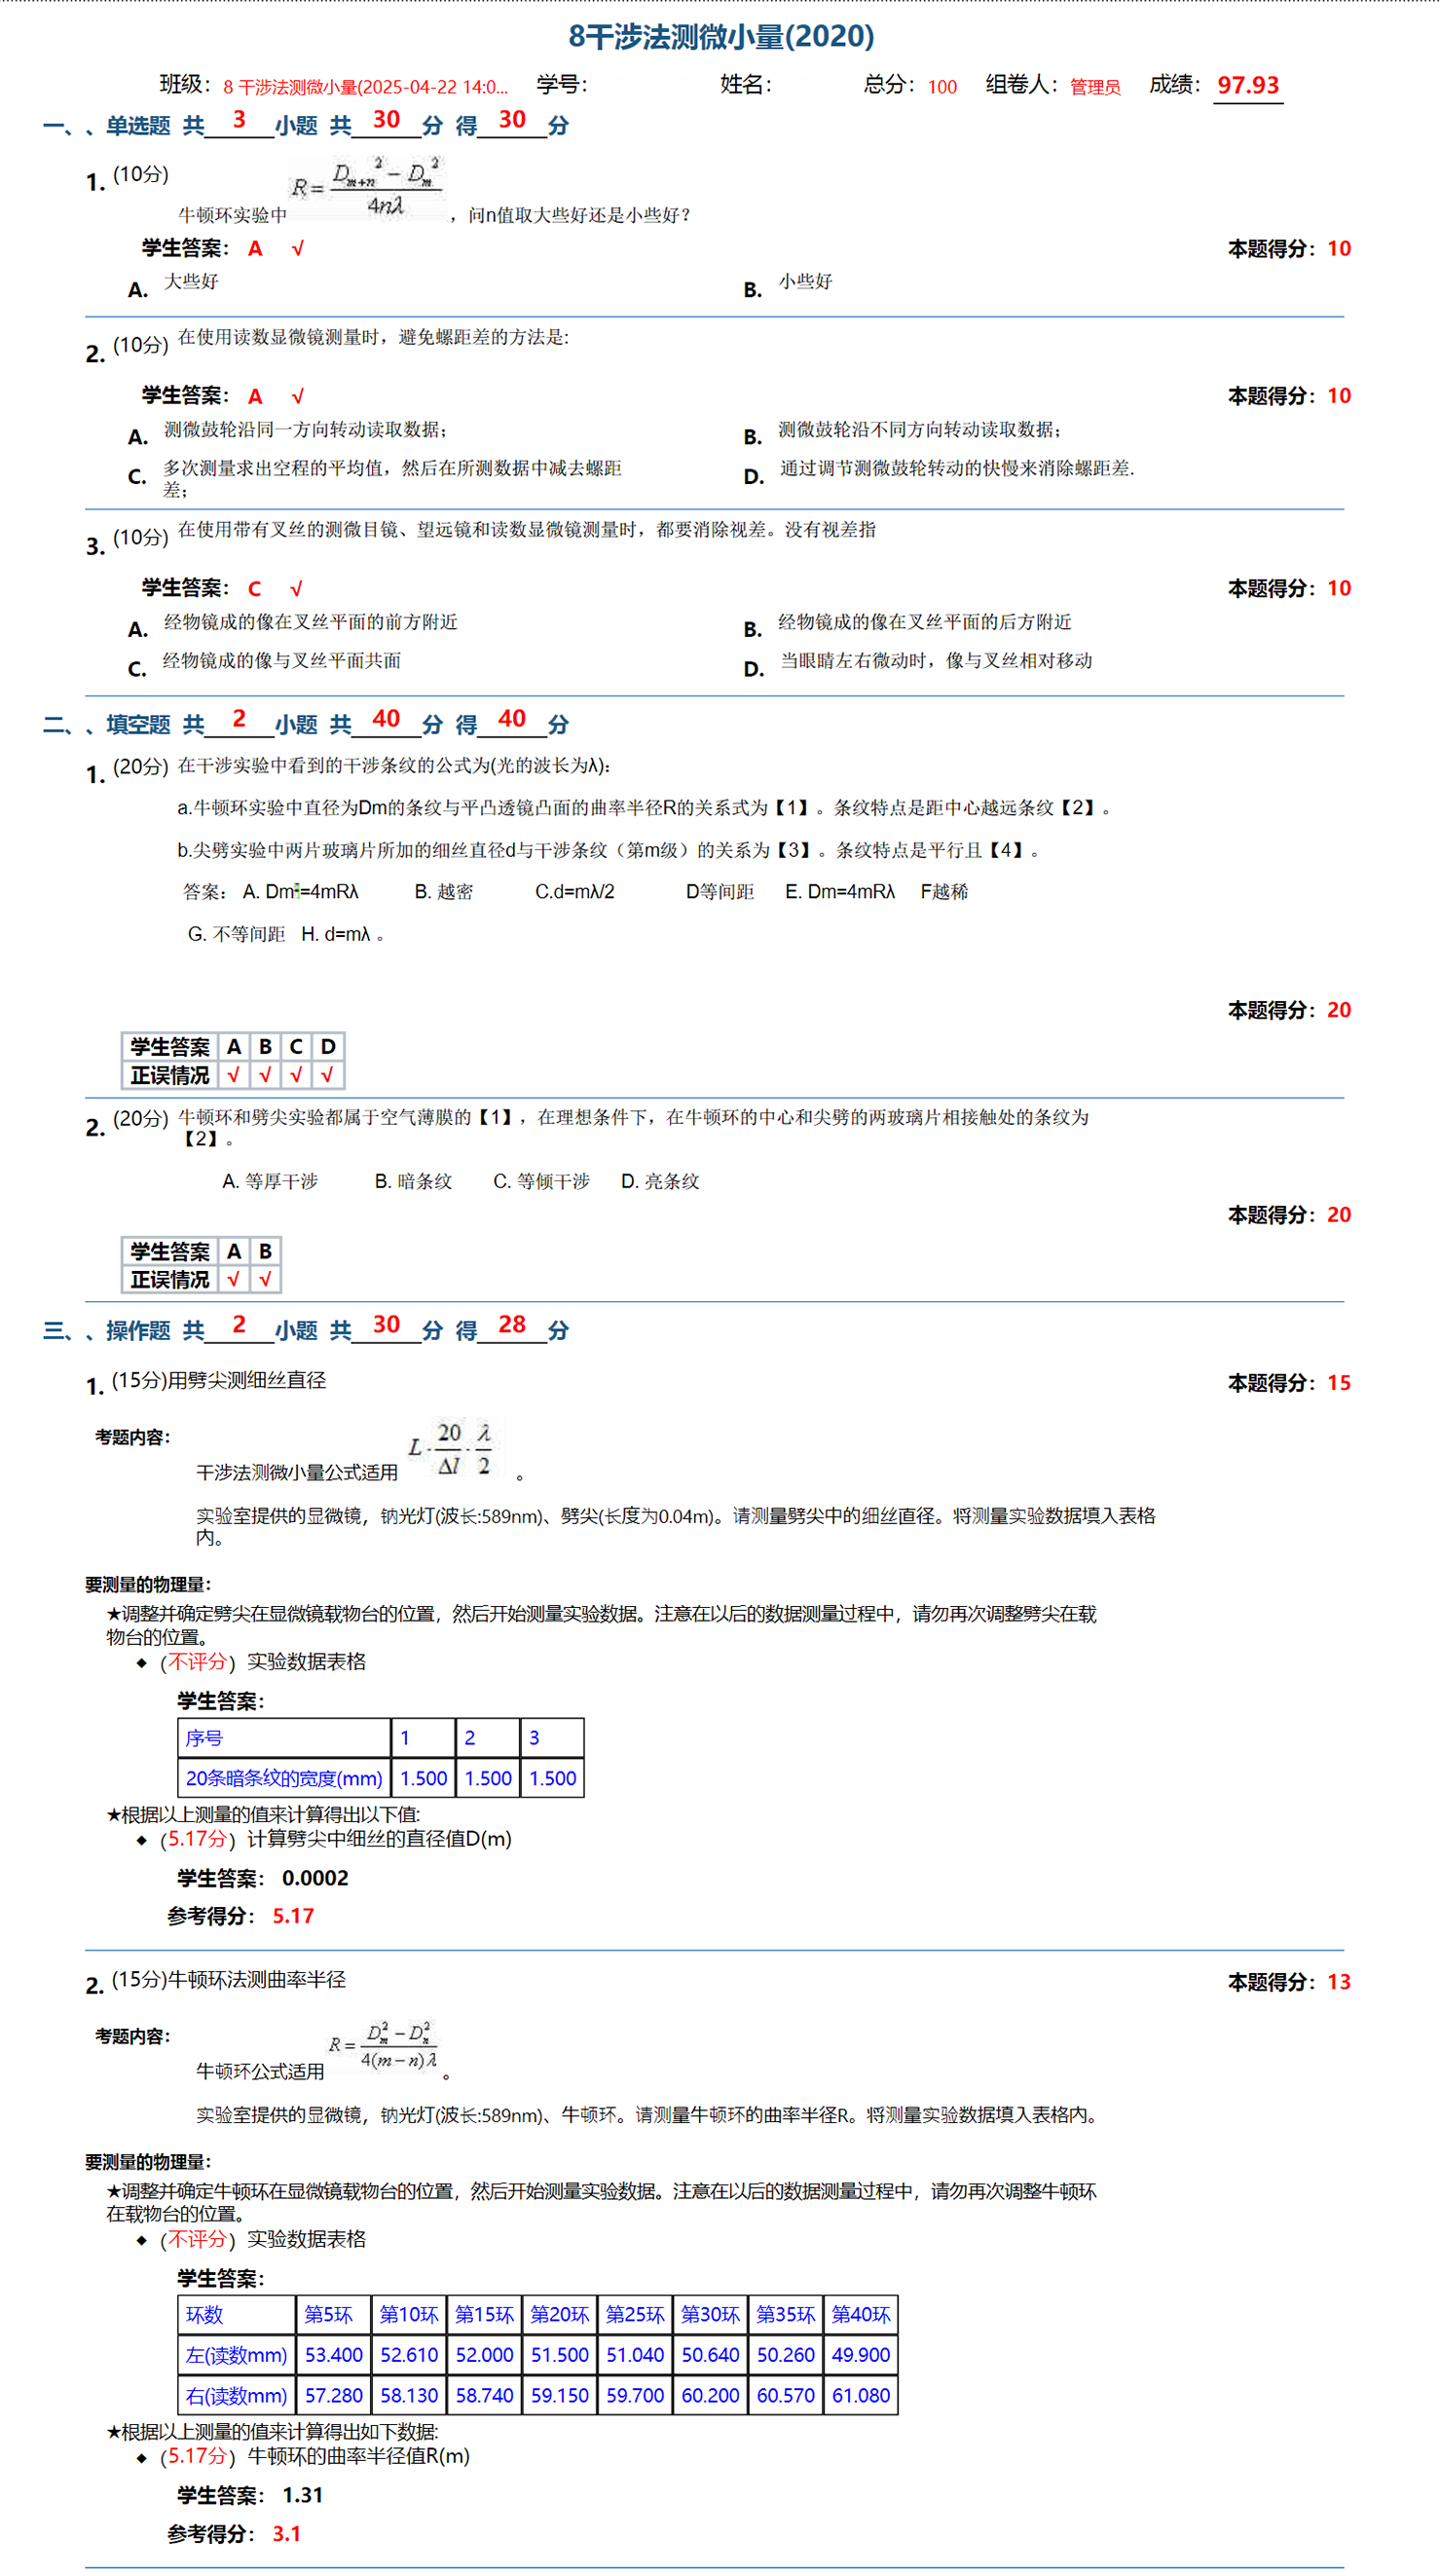 8干涉法测微小量(2020)
班级：8 干涉法测微小量(2025-04-22 14:0... 学号： 姓名： 总分：100 组卷人：管理员 成绩：97.93
一、、单选题 共 3 小题 共 30 分 得 30 分
1. (10分) 牛顿环实验中 R = (D_{m+n}² − D_m²) / 4nλ ，问n值取大些好还是小些好？
学生答案： A √ 本题得分：10
A. 大些好 B. 小些好
2. (10分) 在使用读数显微镜测量时，避免螺距差的方法是:
学生答案： A √ 本题得分：10
A. 测微鼓轮沿同一方向转动读取数据； B. 测微鼓轮沿不同方向转动读取数据；
C. 多次测量求出空程的平均值，然后在所测数据中减去螺距 D. 通过调节测微鼓轮转动的快慢来消除螺距差.
差；
3. (10分) 在使用带有叉丝的测微目镜、望远镜和读数显微镜测量时，都要消除视差。没有视差指
学生答案： C √ 本题得分：10
A. 经物镜成的像在叉丝平面的前方附近 B. 经物镜成的像在叉丝平面的后方附近
C. 经物镜成的像与叉丝平面共面 D. 当眼睛左右微动时，像与叉丝相对移动
二、、填空题 共 2 小题 共 40 分 得 40 分
1. (20分) 在干涉实验中看到的干涉条纹的公式为(光的波长为λ)：
a.牛顿环实验中直径为Dm的条纹与平凸透镜凸面的曲率半径R的关系式为【1】。条纹特点是距中心越远条纹【2】。
b.尖劈实验中两片玻璃片所加的细丝直径d与干涉条纹（第m级）的关系为【3】。条纹特点是平行且【4】。
答案： A. Dm =4mRλ B. 越密 C.d=mλ/2 D等间距 E. Dm=4mRλ F越稀
G. 不等间距 H. d=mλ 。
本题得分：20
学生答案 A B C D
正误情况 √ √ √ √
2. (20分) 牛顿环和劈尖实验都属于空气薄膜的【1】，在理想条件下，在牛顿环的中心和尖劈的两玻璃片相接触处的条纹为
【2】。
A. 等厚干涉 B. 暗条纹 C. 等倾干涉 D. 亮条纹
本题得分：20
学生答案 A B
正误情况 √ √
三、、操作题 共 2 小题 共 30 分 得 28 分
1. (15分)用劈尖测细丝直径 本题得分：15
考题内容：
干涉法测微小量公式适用 L · 20/Δl · λ/2 。
实验室提供的显微镜，钠光灯(波长:589nm)、劈尖(长度为0.04m)。请测量劈尖中的细丝直径。将测量实验数据填入表格
内。
要测量的物理量：
★调整并确定劈尖在显微镜载物台的位置，然后开始测量实验数据。注意在以后的数据测量过程中，请勿再次调整劈尖在载
物台的位置。
◆（不评分）实验数据表格
学生答案：
序号 1 2 3
20条暗条纹的宽度(mm) 1.500 1.500 1.500
★根据以上测量的值来计算得出以下值:
◆（5.17分）计算劈尖中细丝的直径值D(m)
学生答案： 0.0002
参考得分： 5.17
2. (15分)牛顿环法测曲率半径 本题得分：13
考题内容：
牛顿环公式适用 R = (D_m² − D_n²) / 4(m−n)λ 。
实验室提供的显微镜，钠光灯(波长:589nm)、牛顿环。请测量牛顿环的曲率半径R。将测量实验数据填入表格内。
要测量的物理量：
★调整并确定牛顿环在显微镜载物台的位置，然后开始测量实验数据。注意在以后的数据测量过程中，请勿再次调整牛顿环
在载物台的位置。
◆（不评分）实验数据表格
学生答案：
环数 第5环 第10环 第15环 第20环 第25环 第30环 第35环 第40环
左(读数mm) 53.400 52.610 52.000 51.500 51.040 50.640 50.260 49.900
右(读数mm) 57.280 58.130 58.740 59.150 59.700 60.200 60.570 61.080
★根据以上测量的值来计算得出如下数据:
◆（5.17分）牛顿环的曲率半径值R(m)
学生答案： 1.31
参考得分： 3.1